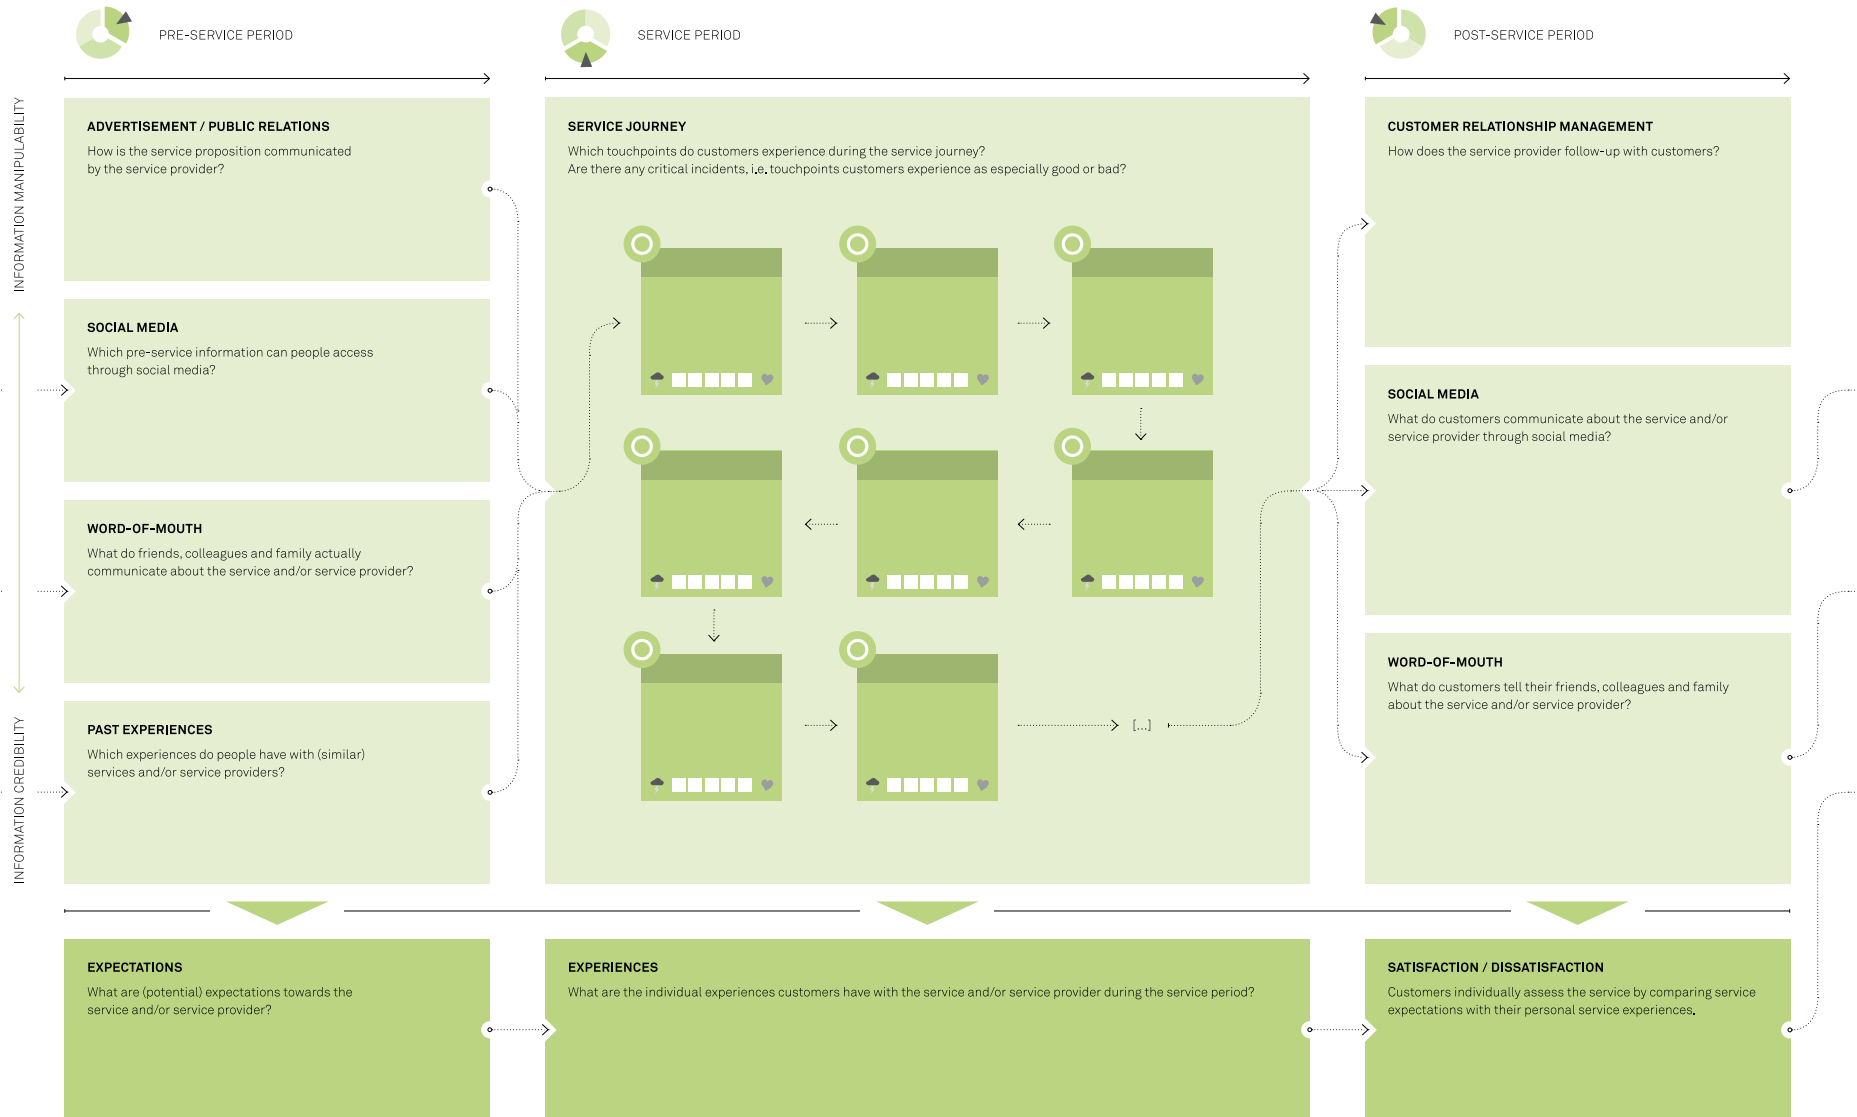 PRE-SERVICE PERIOD
SERVICE PERIOD
POST-SERVICE PERIOD
INFORMATION MANIPULABILITY
INFORMATION CREDIBILITY
ADVERTISEMENT / PUBLIC RELATIONS
How is the service proposition communicated
by the service provider?
SOCIAL MEDIA
Which pre-service information can people access
through social media?
WORD-OF-MOUTH
What do friends, colleagues and family actually
communicate about the service and/or service provider?
PAST EXPERIENCES
Which experiences do people have with (similar)
services and/or service providers?
SERVICE JOURNEY
Which touchpoints do customers experience during the service journey?
Are there any critical incidents, i.e. touchpoints customers experience as especially good or bad?
[...]
CUSTOMER RELATIONSHIP MANAGEMENT
How does the service provider follow-up with customers?
SOCIAL MEDIA
What do customers communicate about the service and/or
service provider through social media?
WORD-OF-MOUTH
What do customers tell their friends, colleagues and family
about the service and/or service provider?
EXPECTATIONS
What are (potential) expectations towards the
service and/or service provider?
EXPERIENCES
What are the individual experiences customers have with the service and/or service provider during the service period?
SATISFACTION / DISSATISFACTION
Customers individually assess the service by comparing service
expectations with their personal service experiences.